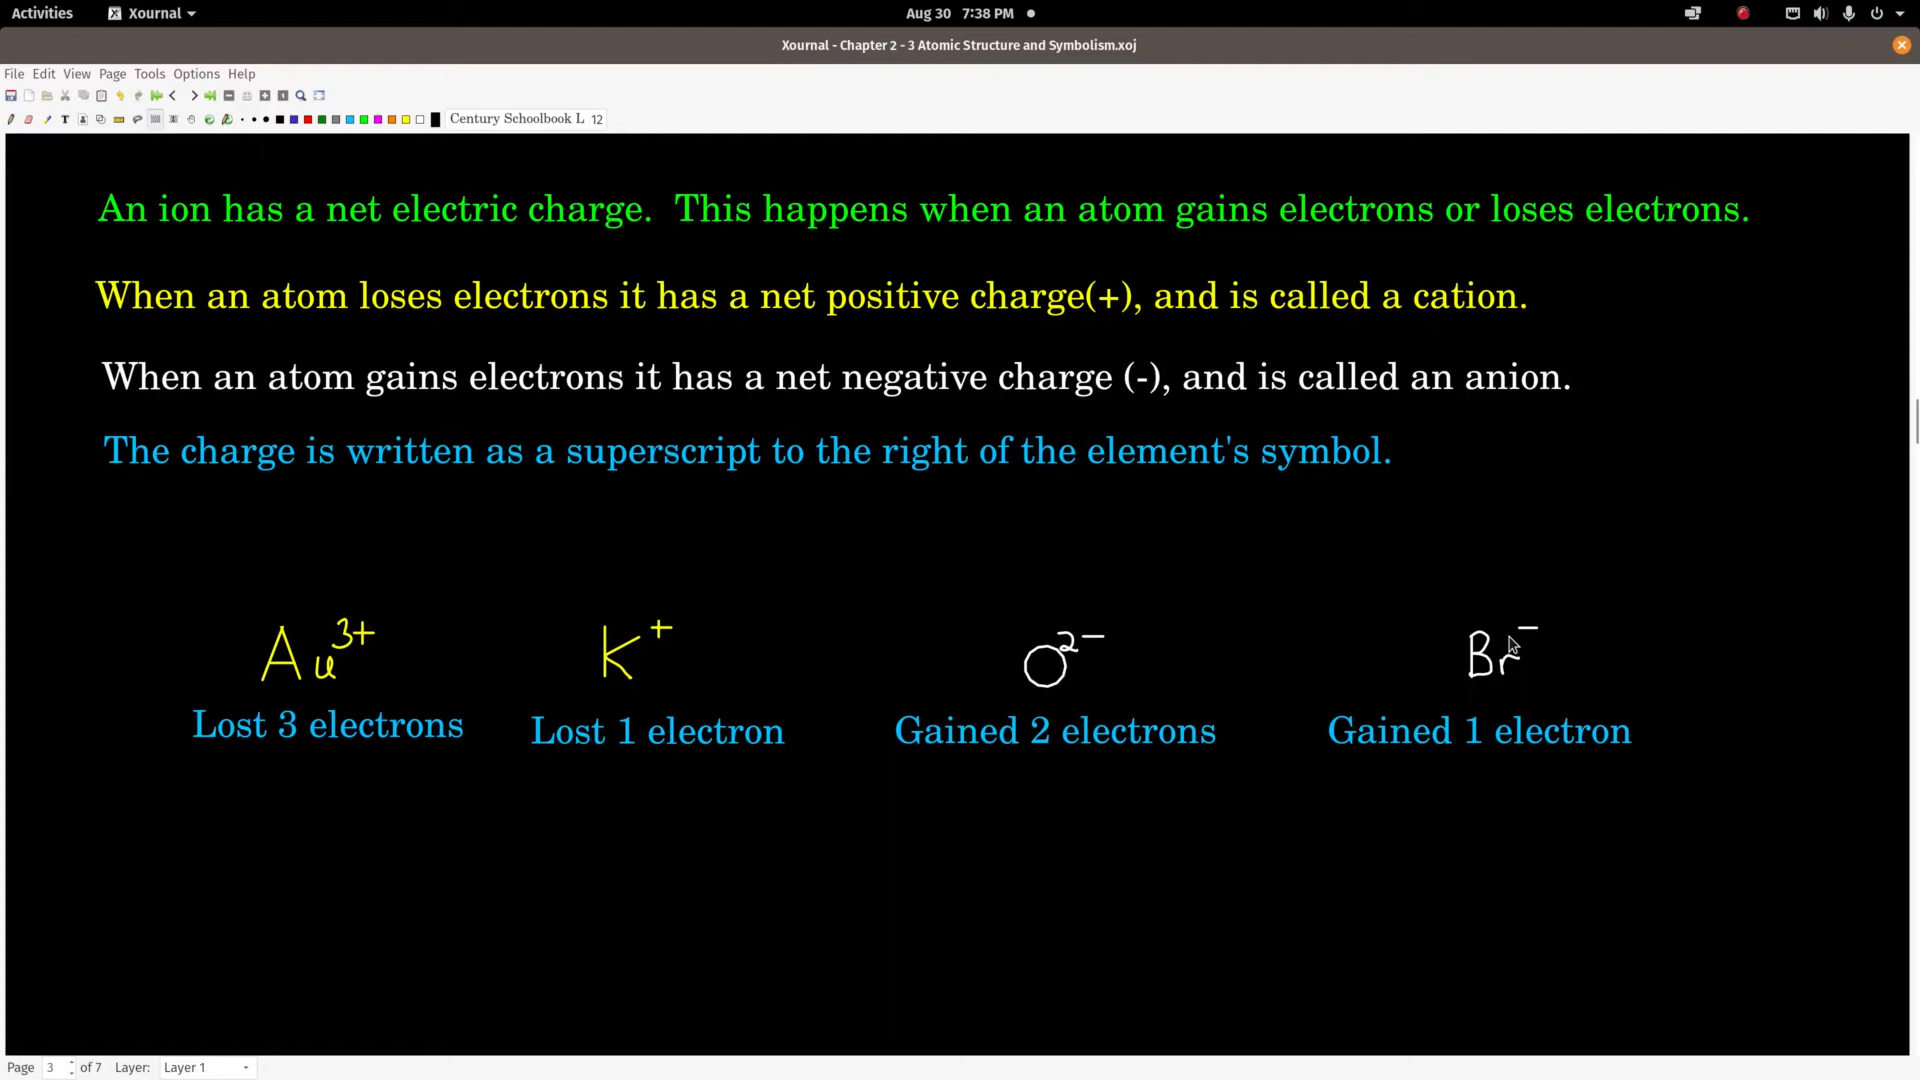 Activities Xournal Aug 30 7:38 PM
Xournal - Chapter 2 - 3 Atomic Structure and Symbolism.xoj
File Edit View Page Tools Options Help
Century Schoolbook L 12
An ion has a net electric charge. This happens when an atom gains electrons or loses electrons.
When an atom loses electrons it has a net positive charge(+), and is called a cation.
When an atom gains electrons it has a net negative charge (-), and is called an anion.
The charge is written as a superscript to the right of the element's symbol.
Au³⁺ K⁺ O²⁻ Br⁻
Lost 3 electrons Lost 1 electron Gained 2 electrons Gained 1 electron
Page 3 of 7 Layer: Layer 1